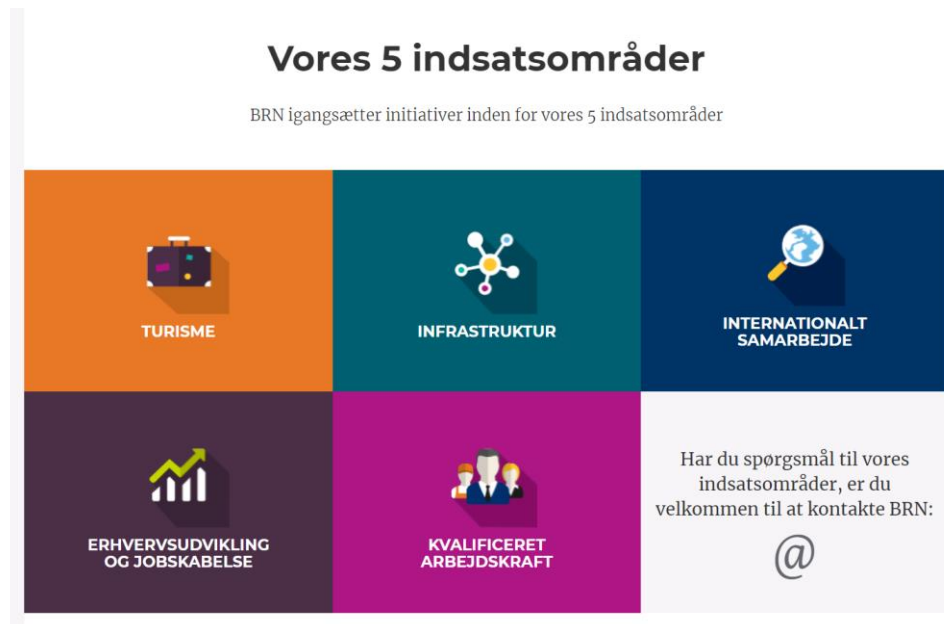 Vores 5 indsatsområder
BRN igangsætter initiativer inden for vores 5 indsatsområder
TURISME
INFRASTRUKTUR
INTERNATIONALT
SAMARBEJDE
ERHVERVSUDVIKLING
OG JOBSKABELSE
KVALIFICERET
ARBEJDSKRAFT
Har du spørgsmål til vores
indsatsområder, er du
velkommen til at kontakte BRN:
@